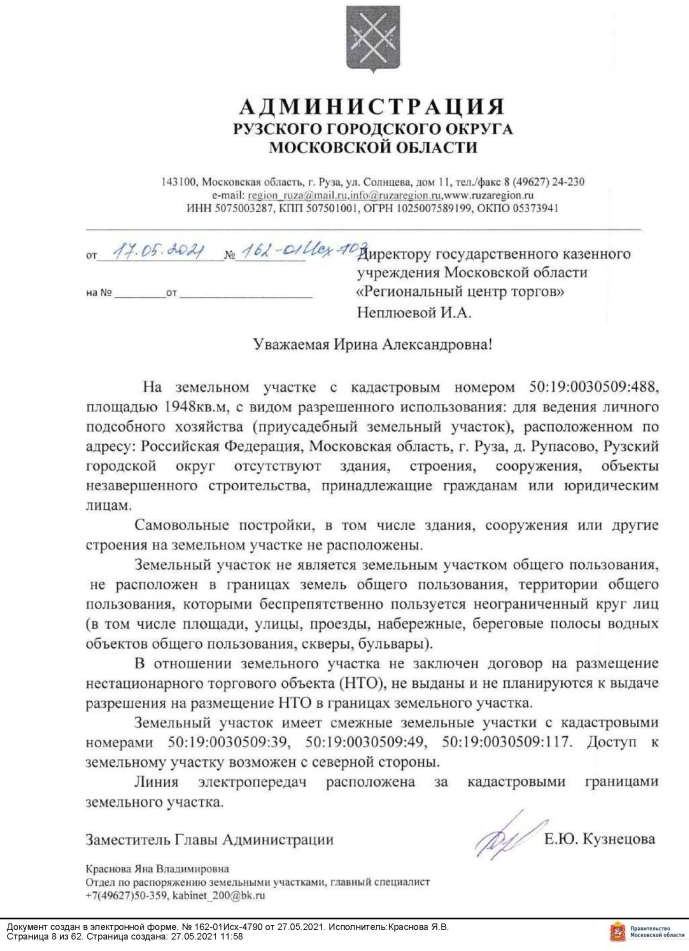 АДМИНИСТРАЦИЯ
РУЗСКОГО ГОРОДСКОГО ОКРУГА
МОСКОВСКОЙ ОБЛАСТИ
143100, Московская область, г. Руза, ул. Солнцева, дом 11, тел./факс 8 (49627) 24-230
e-mail: region_ruza@mail.ru,info@ruzaregion.ru,www.ruzaregion.ru
ИНН 5075003287, КПП 507501001, ОГРН 1025007589199, ОКПО 05373941
от 17.05.2021 № 162-01Исх-103
на № от
Директору государственного казенного
учреждения Московской области
«Региональный центр торгов»
Неплюевой И.А.
Уважаемая Ирина Александровна!
На земельном участке с кадастровым номером 50:19:0030509:488,
площадью 1948кв.м, с видом разрешенного использования: для ведения личного
подсобного хозяйства (приусадебный земельный участок), расположенном по
адресу: Российская Федерация, Московская область, г. Руза, д. Рупасово, Рузский
городской округ отсутствуют здания, строения, сооружения, объекты
незавершенного строительства, принадлежащие гражданам или юридическим
лицам.
Самовольные постройки, в том числе здания, сооружения или другие
строения на земельном участке не расположены.
Земельный участок не является земельным участком общего пользования,
не расположен в границах земель общего пользования, территории общего
пользования, которыми беспрепятственно пользуется неограниченный круг лиц
(в том числе площади, улицы, проезды, набережные, береговые полосы водных
объектов общего пользования, скверы, бульвары).
В отношении земельного участка не заключен договор на размещение
нестационарного торгового объекта (НТО), не выданы и не планируются к выдаче
разрешения на размещение НТО в границах земельного участка.
Земельный участок имеет смежные земельные участки с кадастровыми
номерами 50:19:0030509:39, 50:19:0030509:49, 50:19:0030509:117. Доступ к
земельному участку возможен с северной стороны.
Линия электропередач расположена за кадастровыми границами
земельного участка.
Заместитель Главы Администрации Е.Ю. Кузнецова
Краснова Яна Владимировна
Отдел по распоряжению земельными участками, главный специалист
+7(49627)50-359, kabinet_200@bk.ru
Документ создан в электронной форме. № 162-01Исх-4790 от 27.05.2021. Исполнитель:Краснова Я.В.
Страница 8 из 62. Страница создана: 27.05.2021 11:58
Правительство
Московской области